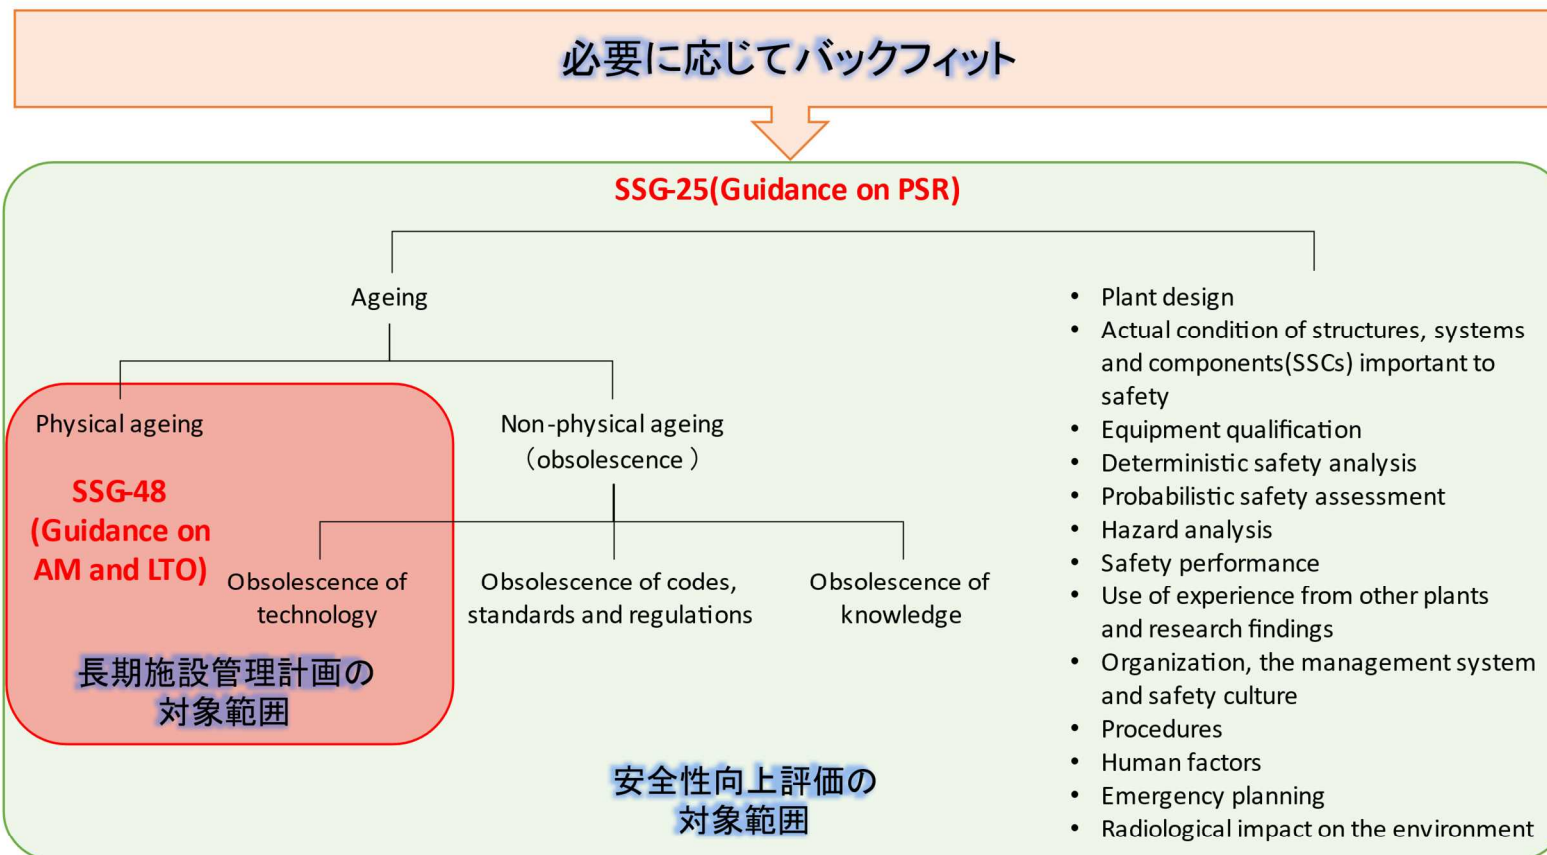 必要に応じてバックフィット
SSG-25(Guidance on PSR)
Ageing
Physical ageing
SSG-48
(Guidance on
AM and LTO)
Non-physical ageing
（obsolescence）
Obsolescence of
technology
Obsolescence of codes,
standards and regulations
Obsolescence of
knowledge
長期施設管理計画の
対象範囲
安全性向上評価の
対象範囲
• Plant design
• Actual condition of structures, systems
and components(SSCs) important to
safety
• Equipment qualification
• Deterministic safety analysis
• Probabilistic safety assessment
• Hazard analysis
• Safety performance
• Use of experience from other plants
and research findings
• Organization, the management system
and safety culture
• Procedures
• Human factors
• Emergency planning
• Radiological impact on the environment